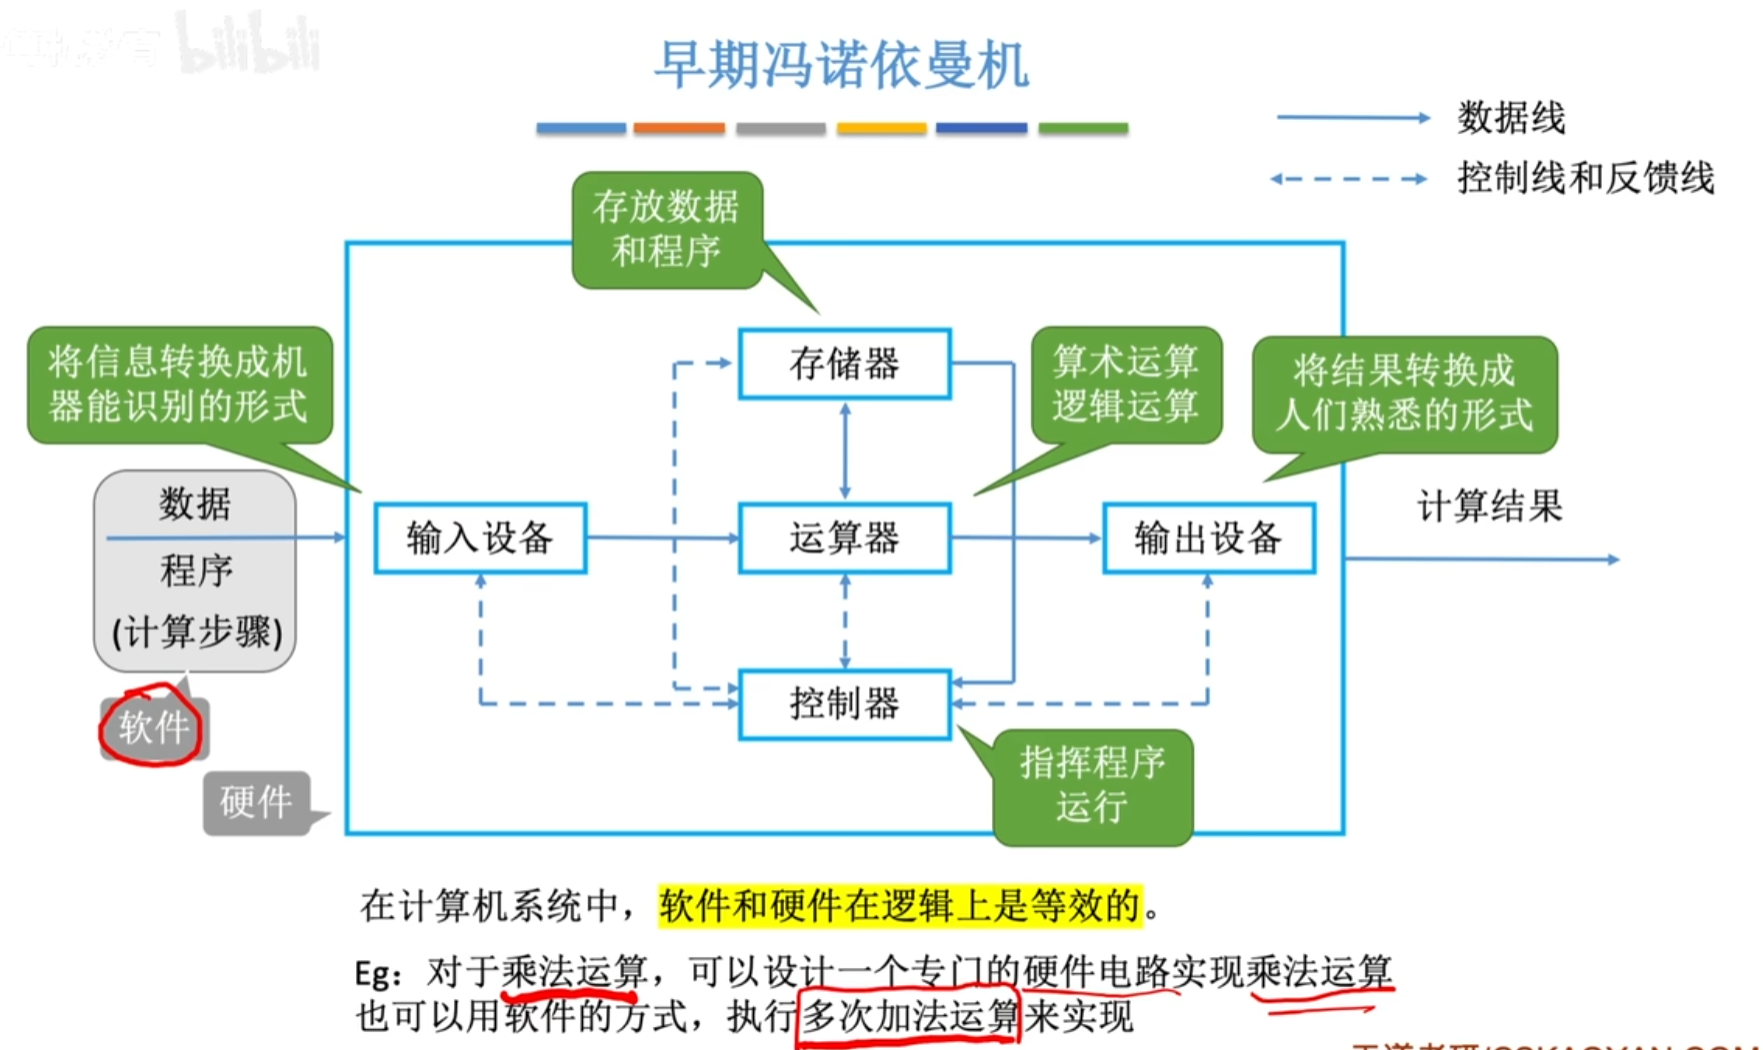 bilibili
早期冯诺依曼机
数据线
控制线和反馈线
存放数据
和程序
将信息转换成机
器能识别的形式
存储器
算术运算
逻辑运算
将结果转换成
人们熟悉的形式
数据
程序
(计算步骤)
输入设备
运算器
输出设备
计算结果
软件
硬件
控制器
指挥程序
运行
在计算机系统中，软件和硬件在逻辑上是等效的。
Eg：对于乘法运算，可以设计一个专门的硬件电路实现乘法运算
也可以用软件的方式，执行多次加法运算来实现